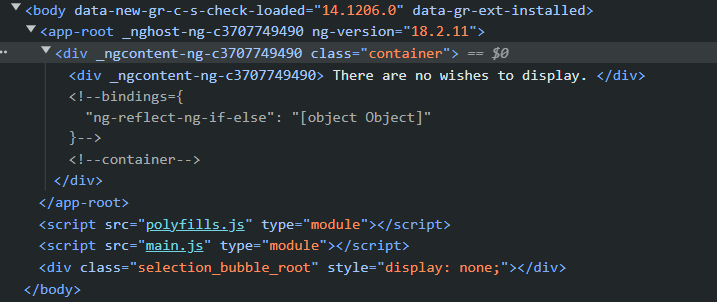 <body data-new-gr-c-s-check-loaded="14.1206.0" data-gr-ext-installed>
<app-root _nghost-ng-c3707749490 ng-version="18.2.11">
<div _ngcontent-ng-c3707749490 class="container"> == $0
<div _ngcontent-ng-c3707749490> There are no wishes to display. </div>
<!--bindings={
"ng-reflect-ng-if-else": "[object Object]"
}-->
<!--container-->
</div>
</app-root>
<script src="polyfills.js" type="module"></script>
<script src="main.js" type="module"></script>
<div class="selection_bubble_root" style="display: none;"></div>
</body>